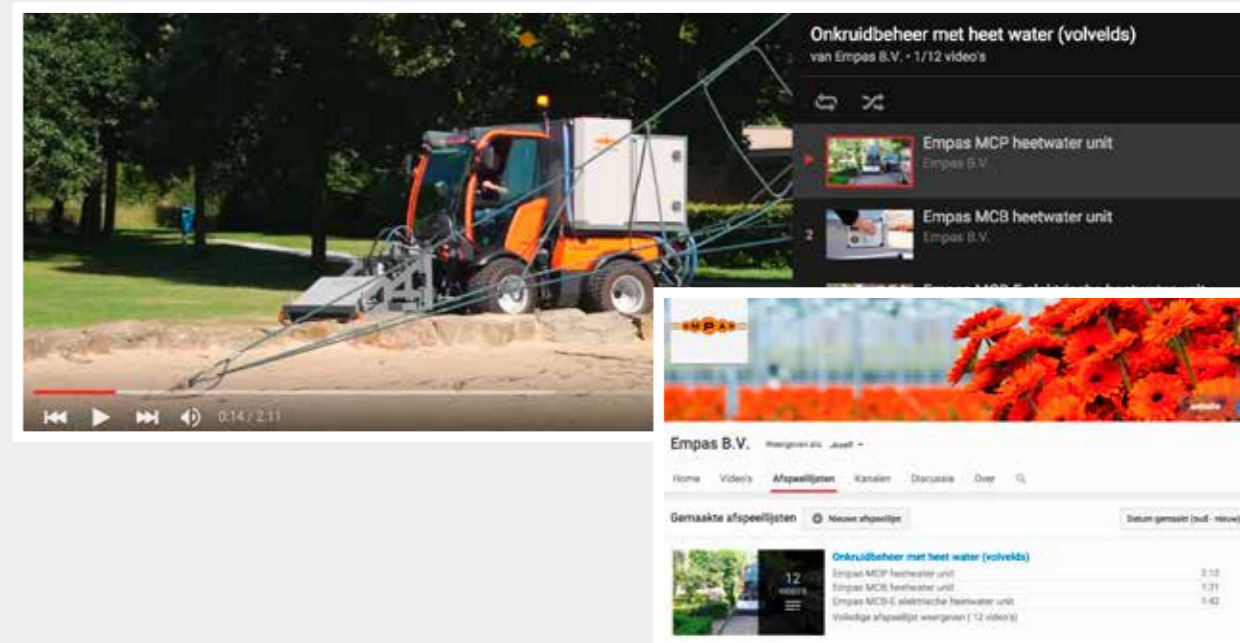 Onkruidbeheer met heet water (volvelds)
van Empas B.V. • 1/12 video's
Empas MCP heetwater unit
Empas B.V.
2
Empas MCB heetwater unit
Empas B.V.
0:14 / 2:11
EMPAS
website
Empas B.V.
Weergeven als: Jezelf
Home Video's Afspeellijsten Kanalen Discussie Over
Gemaakte afspeellijsten
Nieuwe afspeellijst
Datum gemaakt (oud - nieuw)
12
VIDEO'S
Onkruidbeheer met heet water (volvelds)
Empas MCP heetwater unit 2:12
Empas MCB heetwater unit 1:31
Empas MCB-E elektrische heetwater unit 1:42
Volledige afspeellijst weergeven (12 video's)